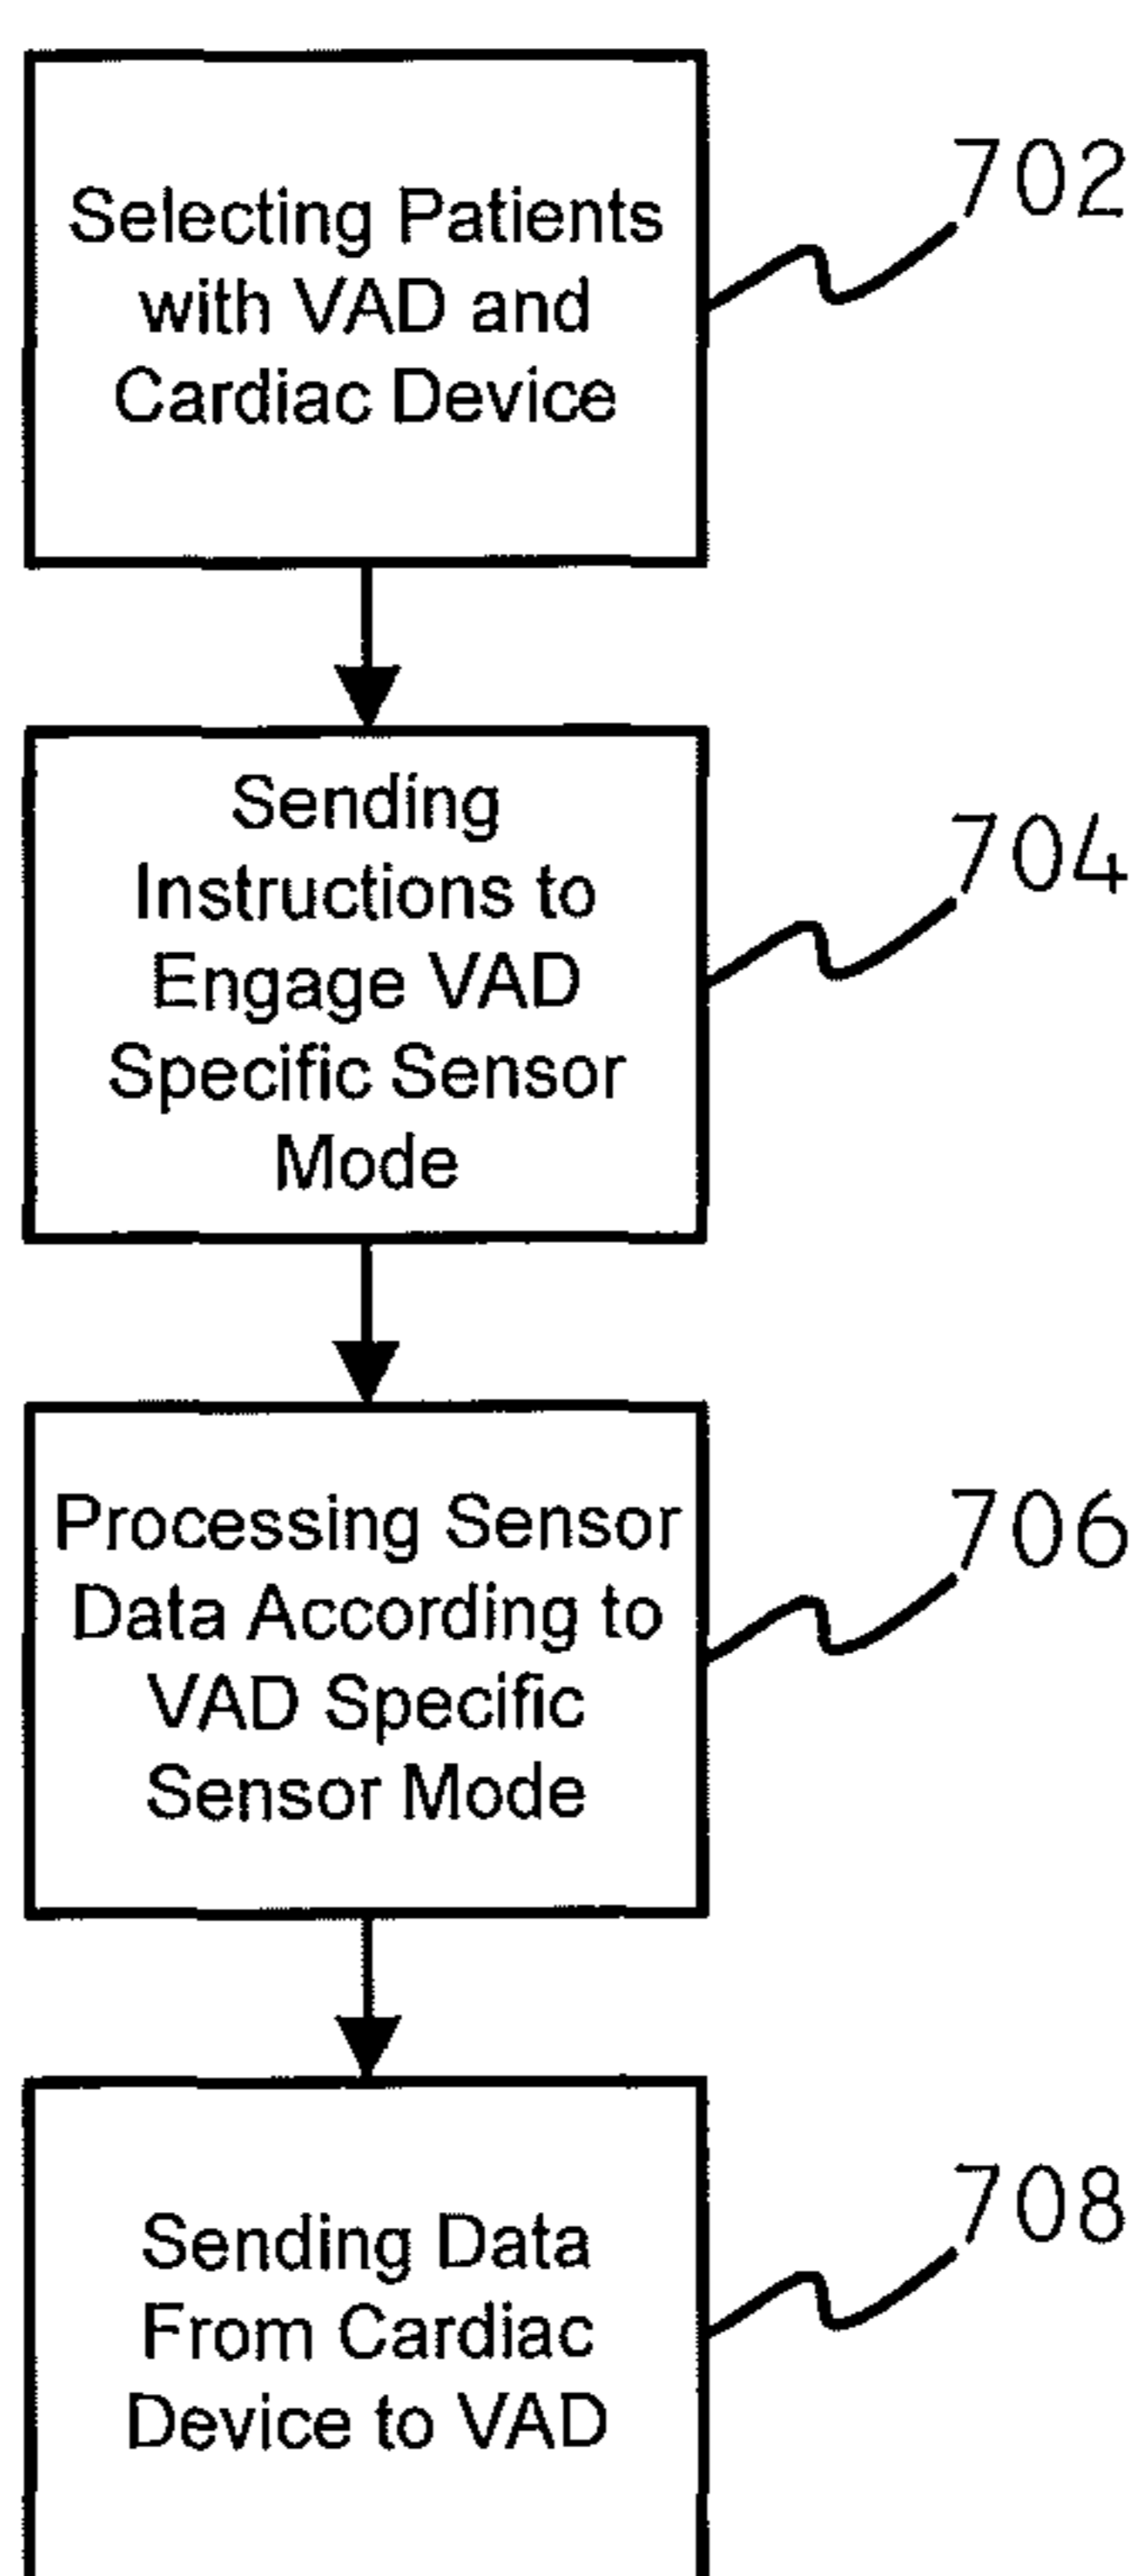 Selecting Patients
with VAD and
Cardiac Device
702
Sending
Instructions to
Engage VAD
Specific Sensor
Mode
704
Processing Sensor
Data According to
VAD Specific
Sensor Mode
706
Sending Data
From Cardiac
Device to VAD
708